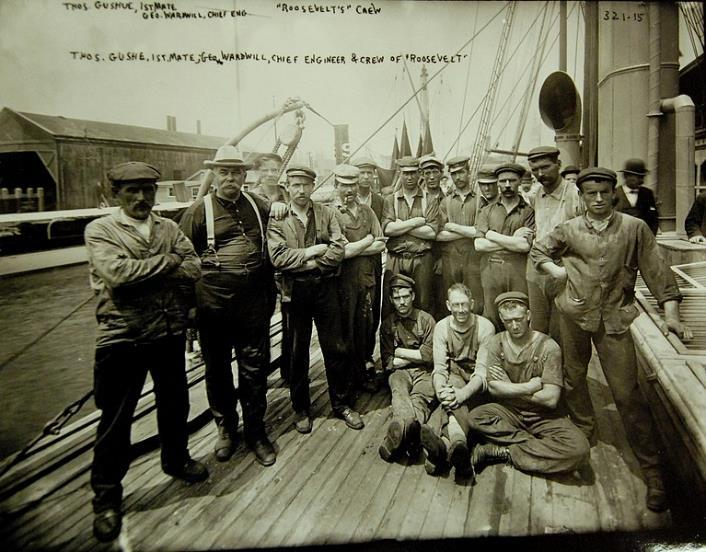 THOS. GUSHUE, 1ST MATE
GEO. WARDWILL, CHIEF ENG
"ROOSEVELT'S" CREW
321-15
THOS. GUSHE, 1ST, MATE, GEO. WARDWILL, CHIEF ENGINEER & CREW OF "ROOSEVELT"